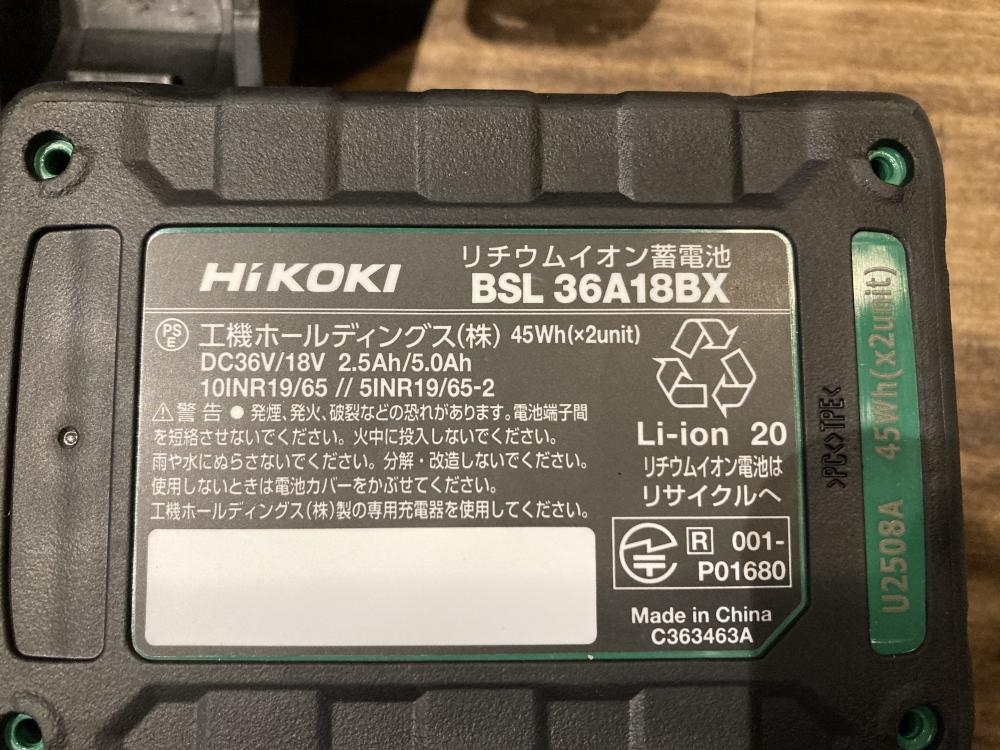 リチウムイオン蓄電池
HiKOKI
BSL 36A18BX
PS E
工機ホールディングス(株) 45Wh(×2unit)
DC36V/18V 2.5Ah/5.0Ah
10INR19/65 // 5INR19/65-2
⚠警告 ● 発煙、発火、破裂などの恐れがあります。電池端子間
を短絡させないでください。火中に投入しないでください。
雨や水にぬらさないでください。分解・改造しないでください。
使用しないときは電池カバーをかぶせてください。
工機ホールディングス(株)製の専用充電器を使用してください。
Li-ion 20
リチウムイオン電池は
リサイクルへ
R 001-
P01680
Made in China
C363463A
>PC<>TPE<
U2508A 45Wh(x2unit)